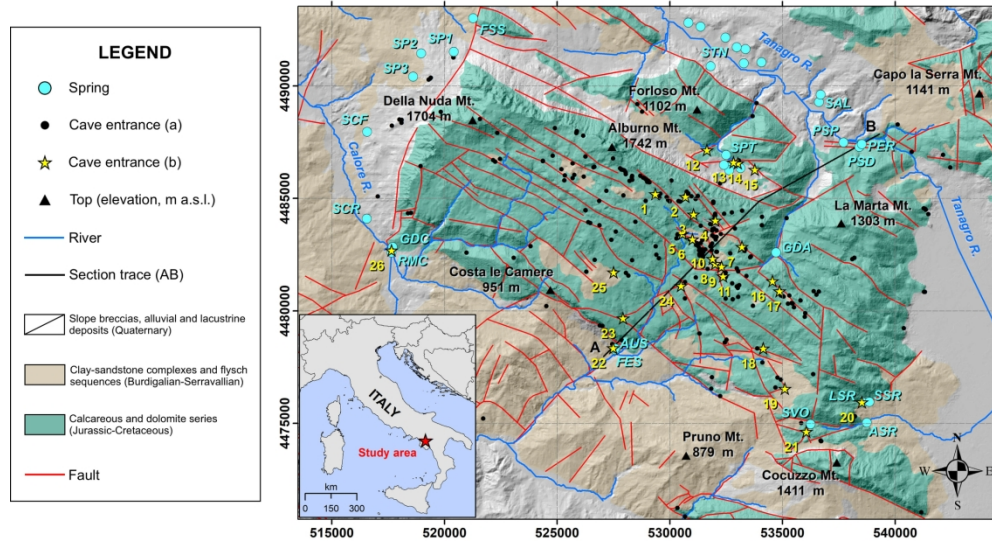 LEGEND
Spring
Cave entrance (a)
Cave entrance (b)
Top (elevation, m a.s.l.)
River
Section trace (AB)
Slope breccias, alluvial and lacustrine
deposits (Quaternary)
Clay-sandstone complexes and flysch
sequences (Burdigalian-Serravallian)
Calcareous and dolomite series
(Jurassic-Cretaceous)
Fault
4490000
4485000
4480000
4475000
515000
520000
525000
530000
535000
540000
FSS
SP2
SP1
SP3
STN
Tanagro R.
Capo la Serra Mt.
1141 m
Della Nuda Mt.
1704 m
Forloso Mt.
1102 m
Alburno Mt.
1742 m
SAL
PSP
B
PER
PSD
SCF
Calore R.
SPT
12
13
14
15
La Marta Mt.
1303 m
Tanagro R.
SCR
GDC
RMC
26
1
2
3
4
5
6
10
7
8
9
11
GDA
Costa le Camere
951 m
25
24
16
17
23
A
AUS
22
FES
18
19
SVO
LSR
SSR
20
ASR
21
Pruno Mt.
879 m
Cocuzzo Mt.
1411 m
N
W
E
S
ITALY
Study area
km
0
150
300